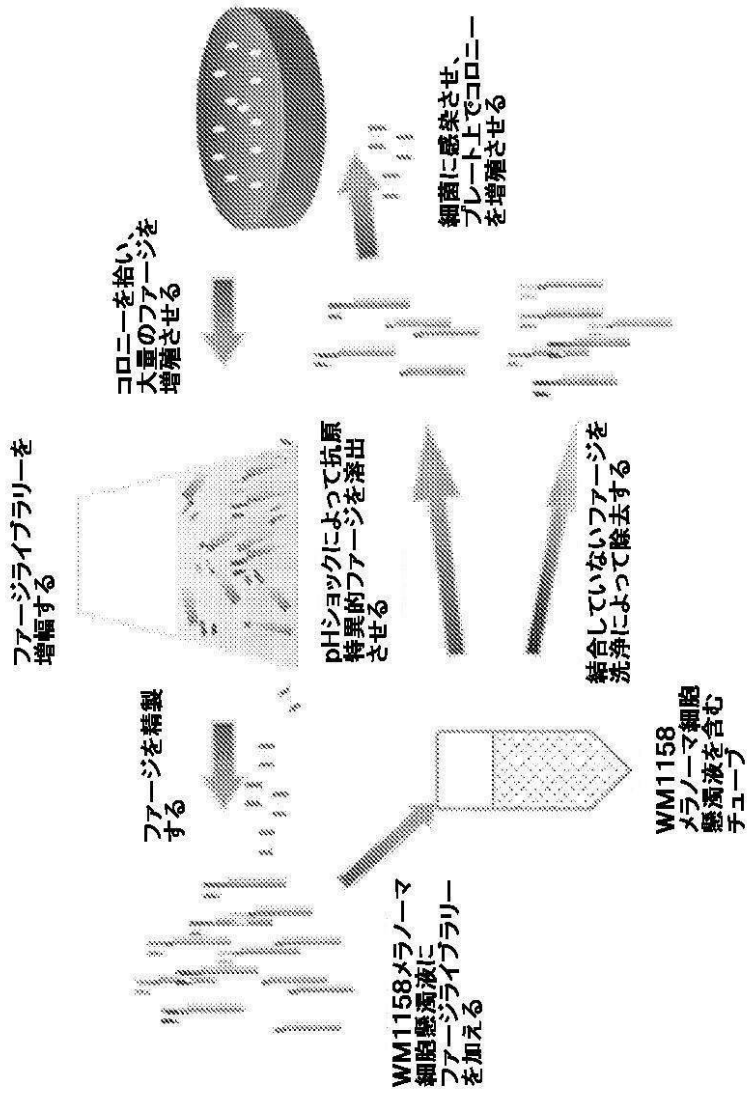 ファージライブラリーを
増幅する
コロニーを拾い、
大量のファージを
増殖させる
ファージを精製
する
pHショックによって抗原
特異的ファージを溶出
させる
細菌に感染させ、
プレート上でコロニー
を増殖させる
WM1158メラノーマ
細胞懸濁液に
ファージライブラリー
を加える
結合していないファージを
洗浄によって除去する
WM1158
メラノーマ細胞
懸濁液を含む
チューブ